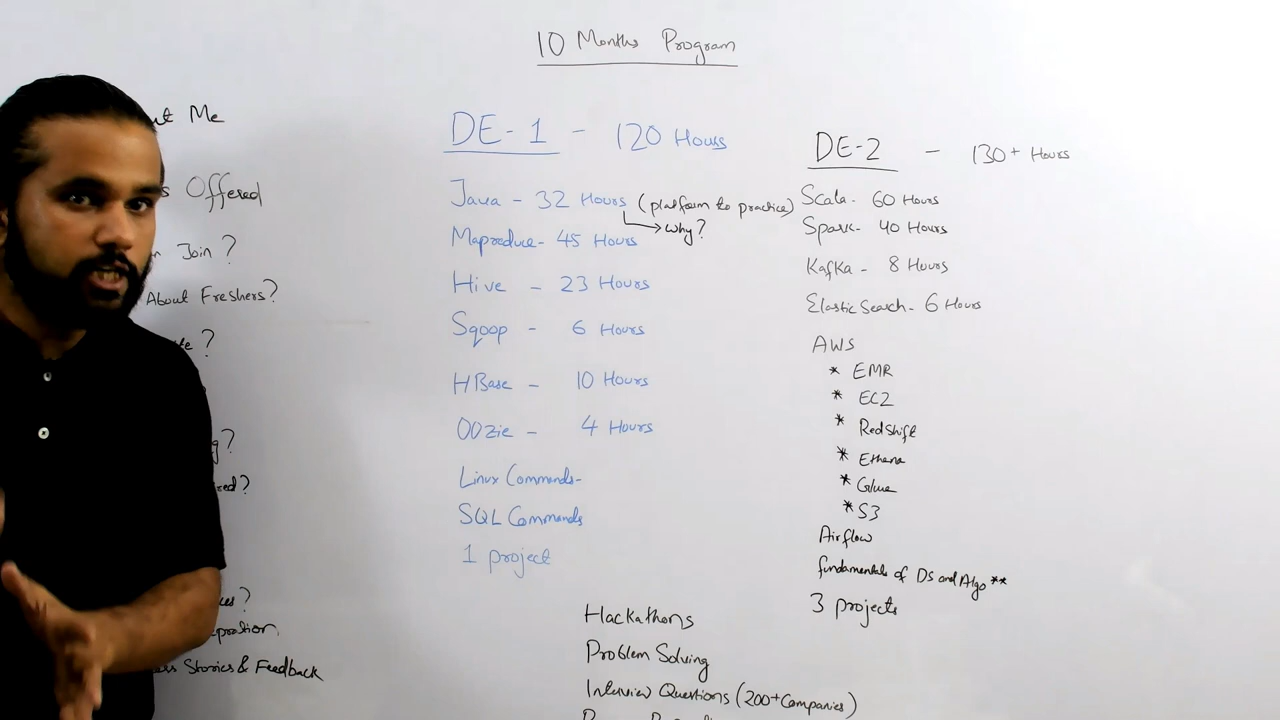 10 Months Program
Me
Offered
Join ?
About Freshers?
?
?
?
?
Stories & Feedback
DE-1 - 120 Hours
Java - 32 Hours (platform to practice)
why?
Mapreduce - 45 Hours
Hive - 23 Hours
Sqoop - 6 Hours
HBase - 10 Hours
OOzie - 4 Hours
Linux Commands-
SQL Commands
1 project
DE-2 - 130+ Hours
Scala - 60 Hours
Spark - 40 Hours
Kafka - 8 Hours
Elastic Search - 6 Hours
AWS
* EMR
* EC2
* Redshift
* Ethena
* Glue
* S3
Airflow
fundamentals of DS and Algo **
3 projects
Hackathons
Problem Solving
Interview Questions (200+ Companies)